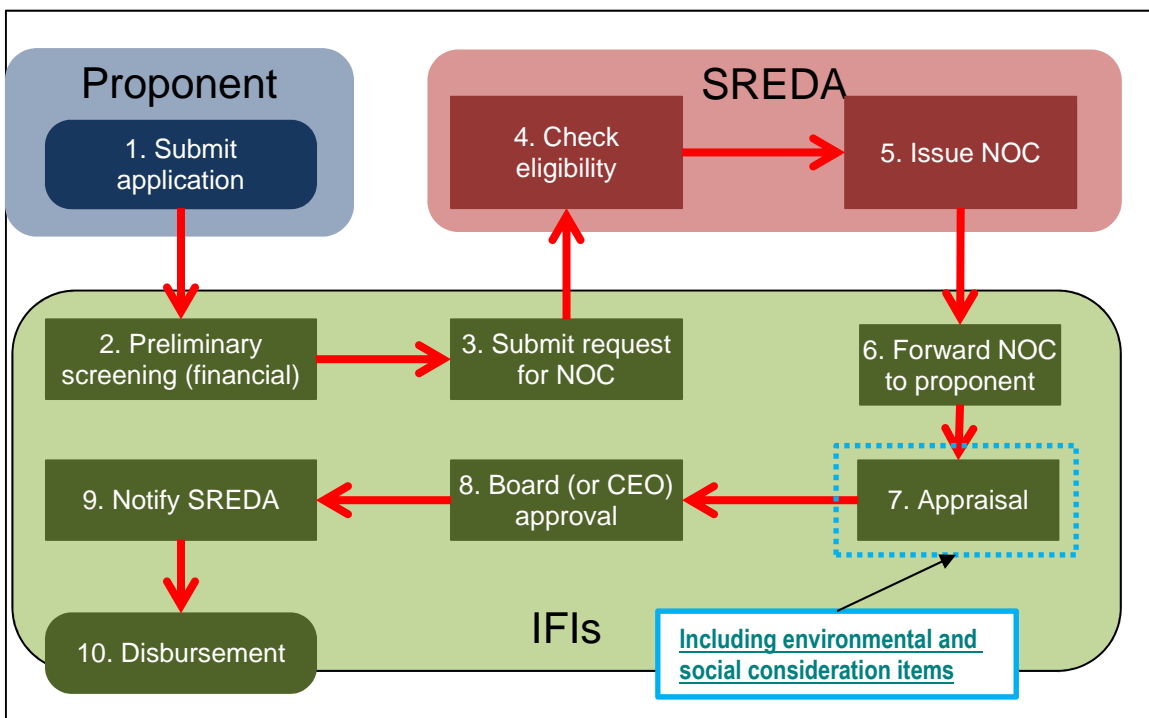 Proponent
1. Submit
application
SREDA
4. Check
eligibility
5. Issue NOC
2. Preliminary
screening (financial)
3. Submit request
for NOC
6. Forward NOC
to proponent
7. Appraisal
8. Board (or CEO)
approval
9. Notify SREDA
10. Disbursement
IFIs
Including environmental and
social consideration items